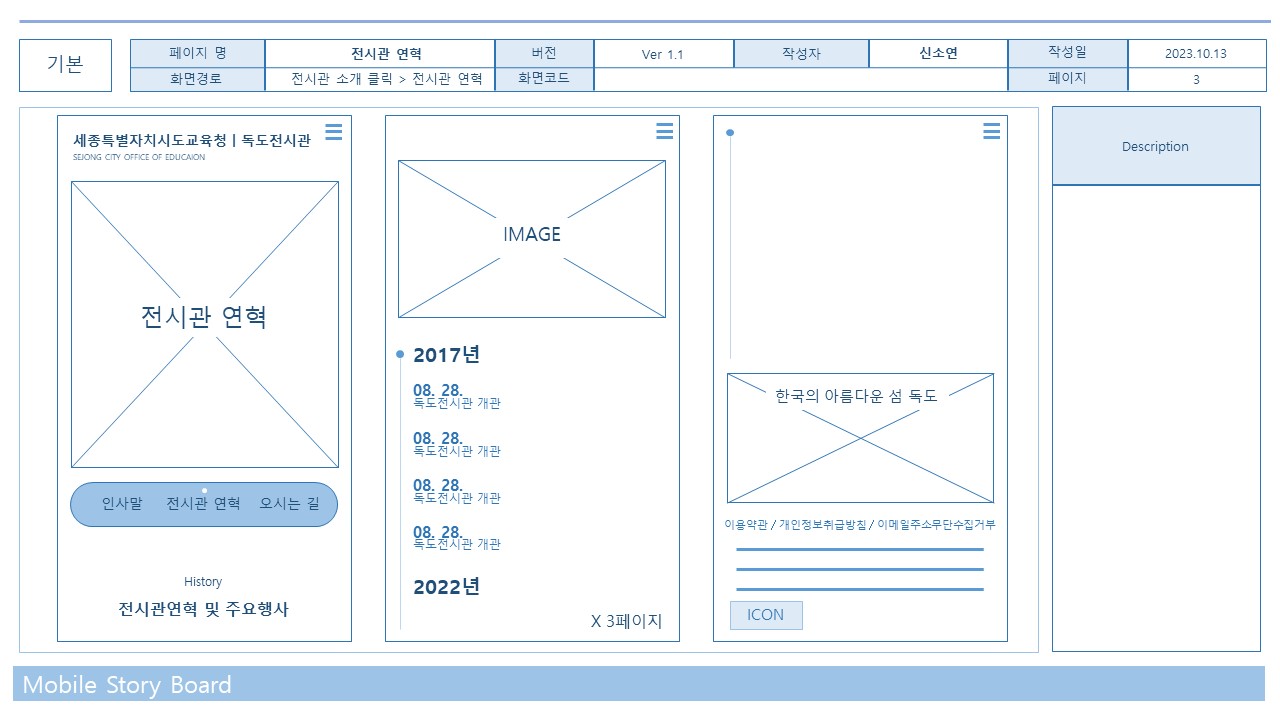 기본
페이지 명
전시관 연혁
버전
Ver 1.1
작성자
신소연
작성일
2023.10.13
화면경로
전시관 소개 클릭 > 전시관 연혁
화면코드
페이지
3
세종특별자치시도교육청 | 독도전시관
SEJONG CITY OFFICE OF EDUCAION
전시관 연혁
인사말 전시관 연혁 오시는 길
History
전시관연혁 및 주요행사
IMAGE
2017년
08. 28.
독도전시관 개관
08. 28.
독도전시관 개관
08. 28.
독도전시관 개관
08. 28.
독도전시관 개관
2022년
X 3페이지
한국의 아름다운 섬 독도
이용약관 / 개인정보취급방침 / 이메일주소무단수집거부
ICON
Description
Mobile Story Board